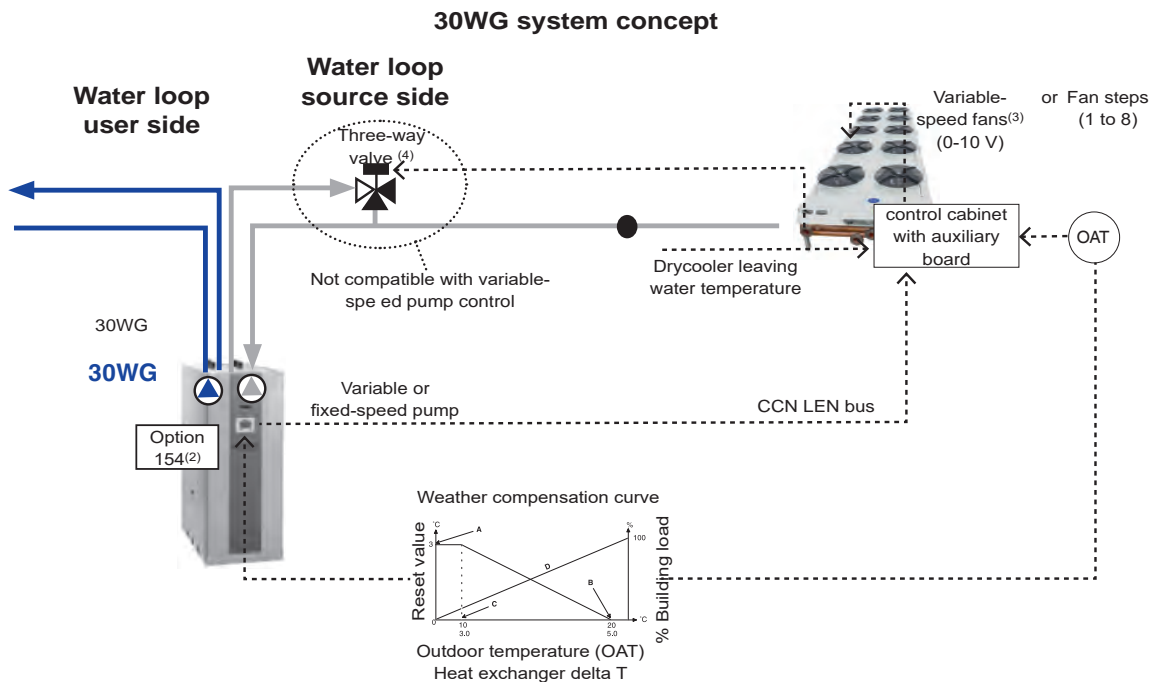 30WG system concept
Water loop
user side
Water loop
source side
Three-way
valve (4)
Variable-
speed fans(3)
(0-10 V)
or Fan steps
(1 to 8)
control cabinet
with auxiliary
board
OAT
Drycooler leaving
water temperature
Not compatible with variable-
spe ed pump control
30WG
30WG
Variable or
fixed-speed pump
CCN LEN bus
Option
154(2)
Weather compensation curve
Reset value
°C
A
%
3
100
D
B
C
0
10
20
°C
3.0
5.0
% Building load
Outdoor temperature (OAT)
Heat exchanger delta T